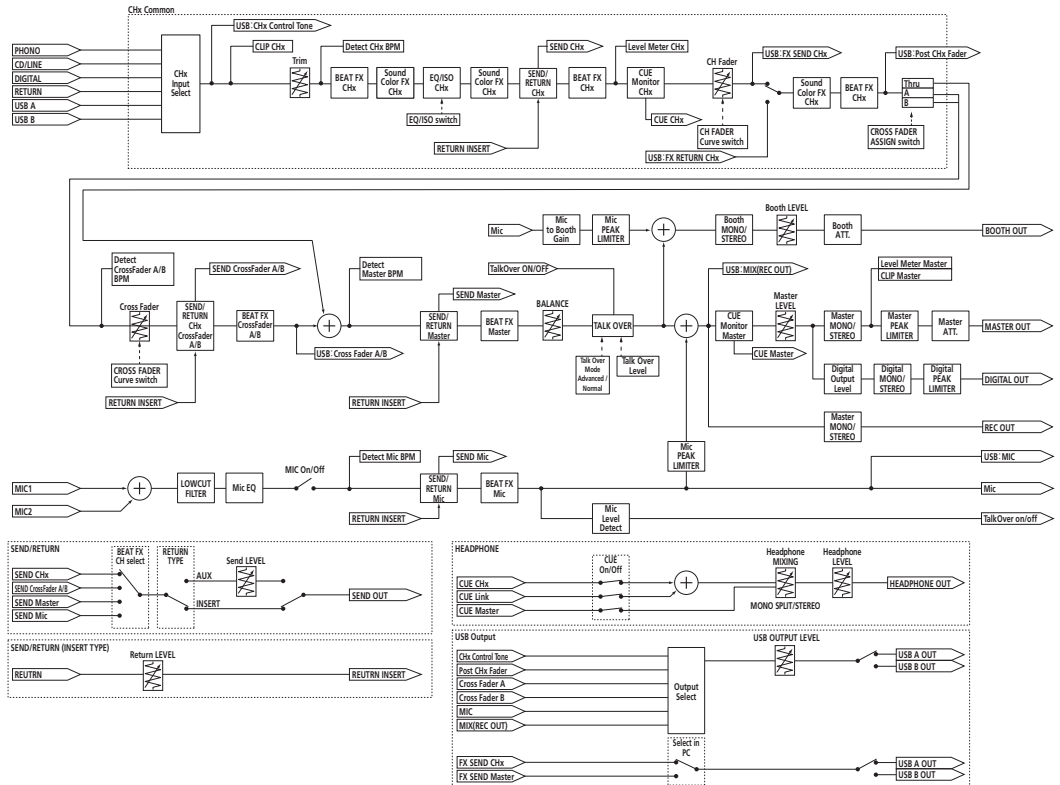 CHx Common
USB:CHx Control Tone
CLIP CHx
PHONO
CD/LINE
DIGITAL
RETURN
USB A
USB B
CHx
Input
Select
Trim
Detect CHx BPM
BEAT FX
CHx
Sound
Color FX
CHx
EQ/ISO
CHx
EQ/ISO switch
Sound
Color FX
CHx
SEND CHx
SEND/
RETURN
CHx
RETURN INSERT
BEAT FX
CHx
Level Meter CHx
CUE
Monitor
CHx
CUE CHx
CH Fader
CH FADER
Curve switch
USB:FX SEND CHx
USB:FX RETURN CHx
Sound
Color FX
CHx
BEAT FX
CHx
USB:Post CHx Fader
Thru
A
B
CROSS FADER
ASSIGN switch
Mic
Mic
to Booth
Gain
Mic
PEAK
LIMITER
Booth
MONO/
STEREO
Booth LEVEL
Booth
ATT.
BOOTH OUT
Detect
CrossFader A/B
BPM
SEND CrossFader A/B
Cross Fader
CROSS FADER
Curve switch
SEND/
RETURN
CHx
CrossFader
A/B
RETURN INSERT
BEAT FX
CrossFader
A/B
USB:Cross Fader A/B
Detect
Master BPM
SEND Master
SEND/
RETURN
Master
RETURN INSERT
BEAT FX
Master
BALANCE
TalkOver ON/OFF
TALK OVER
Talk Over
Mode
Advanced /
Normal
Talk Over
Level
USB:MIX(REC OUT)
CUE
Monitor
Master
CUE Master
Master
LEVEL
Master
MONO/
STEREO
Level Meter Master
CLIP Master
Master
PEAK
LIMITER
Master
ATT.
MASTER OUT
Digital
Output
Level
Digital
MONO/
STEREO
Digital
PEAK
LIMITER
DIGITAL OUT
Master
MONO/
STEREO
REC OUT
Mic
PEAK
LIMITER
USB:MIC
MIC1
MIC2
LOWCUT
FILTER
Mic EQ
MIC On/Off
Detect Mic BPM
SEND Mic
SEND/
RETURN
Mic
RETURN INSERT
BEAT FX
Mic
Mic
Mic
Level
Detect
TalkOver on/off
SEND/RETURN
BEAT FX
CH select
RETURN
TYPE
SEND CHx
SEND CrossFader A/B
SEND Master
SEND Mic
AUX
INSERT
Send LEVEL
SEND OUT
SEND/RETURN (INSERT TYPE)
Return LEVEL
REUTRN
REUTRN INSERT
HEADPHONE
CUE
On/Off
CUE CHx
CUE Link
CUE Master
Headphone
MIXING
MONO SPLIT/STEREO
Headphone
LEVEL
HEADPHONE OUT
USB Output
CHx Control Tone
Post CHx Fader
Cross Fader A
Cross Fader B
MIC
MIX(REC OUT)
Output
Select
USB OUTPUT LEVEL
USB A OUT
USB B OUT
Select in
PC
FX SEND CHx
FX SEND Master
USB A OUT
USB B OUT